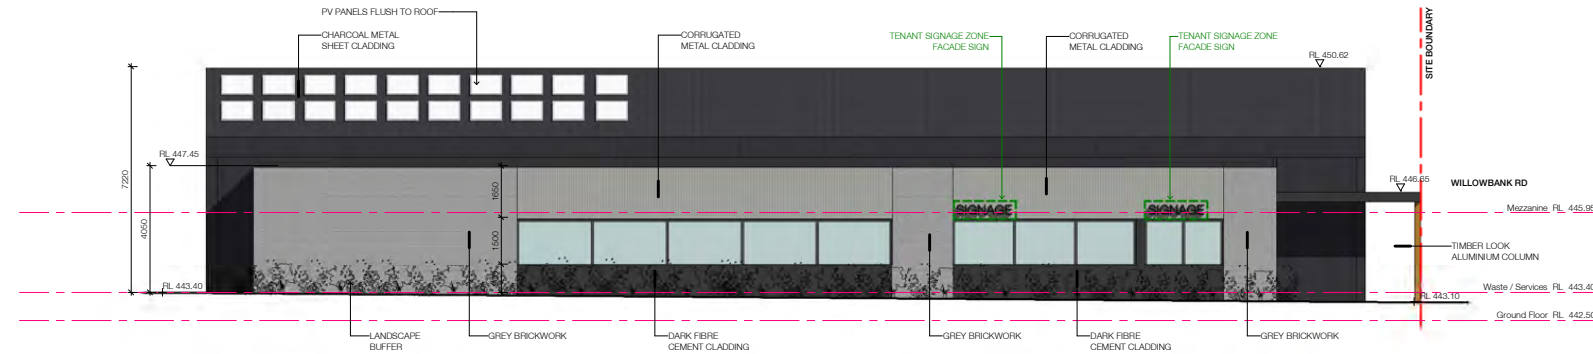 PV PANELS FLUSH TO ROOF
CHARCOAL METAL
SHEET CLADDING
CORRUGATED
METAL CLADDING
TENANT SIGNAGE ZONE
FACADE SIGN
CORRUGATED
METAL CLADDING
TENANT SIGNAGE ZONE
FACADE SIGN
RL 450.62
SITE BOUNDARY
RL 447.45
7220
4050
1650
1500
SIGNAGE
SIGNAGE
RL 446.65
WILLOWBANK RD
Mezzanine RL 445.95
TIMBER LOOK
ALUMINIUM COLUMN
RL 443.40
Waste / Services RL 443.40
RL 443.10
Ground Floor RL 442.50
LANDSCAPE
BUFFER
GREY BRICKWORK
DARK FIBRE
CEMENT CLADDING
GREY BRICKWORK
DARK FIBRE
CEMENT CLADDING
GREY BRICKWORK